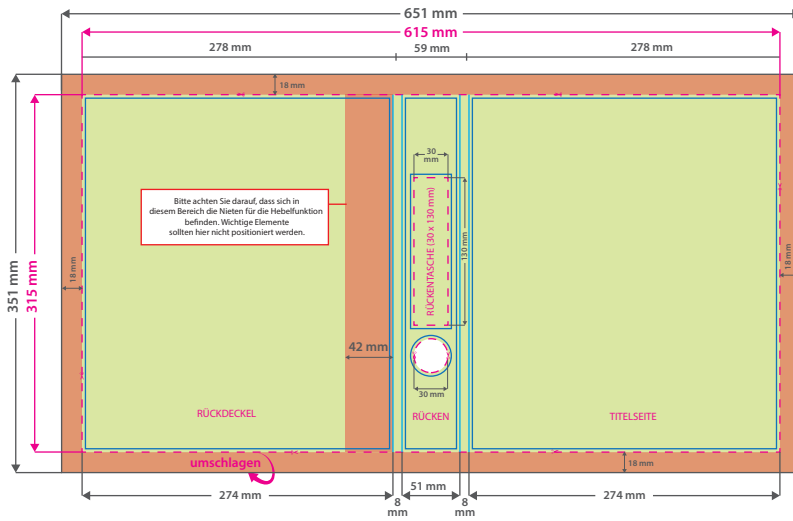 651 mm
615 mm
278 mm
59 mm
278 mm
18 mm
30
mm
Bitte achten Sie darauf, dass sich in
diesem Bereich die Nieten für die Hebelfunktion
befinden. Wichtige Elemente
sollten hier nicht positioniert werden.
RÜCKENTASCHE (30 x 130 mm)
130 mm
351 mm
315 mm
18 mm
18 mm
42 mm
30 mm
RÜCKDECKEL
RÜCKEN
TITELSEITE
umschlagen
18 mm
274 mm
8
mm
51 mm
8
mm
274 mm